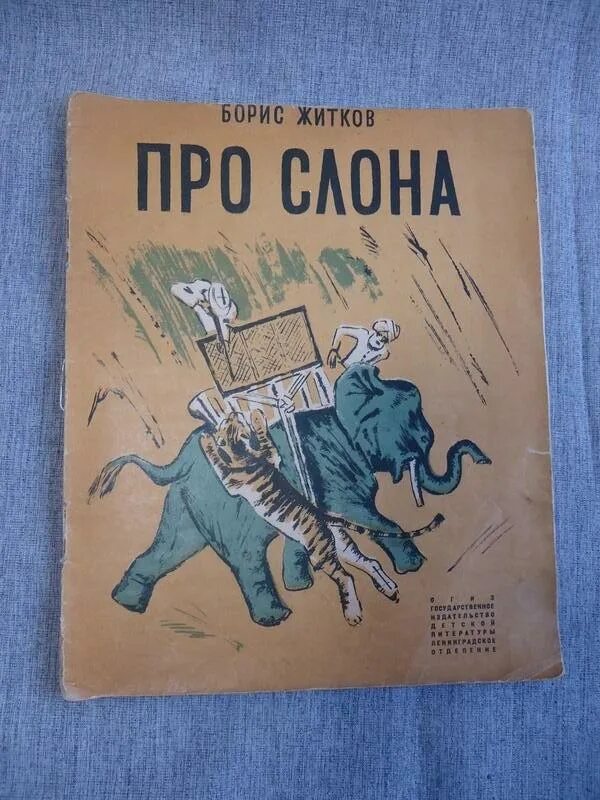 БОРИС ЖИТКОВ
ПРО СЛОНА
ОГИЗ
ГОСУДАРСТВЕННОЕ
ИЗДАТЕЛЬСТВО
ДЕТСКОЙ
ЛИТЕРАТУРЫ
ЛЕНИНГРАДСКОЕ
ОТДЕЛЕНИЕ